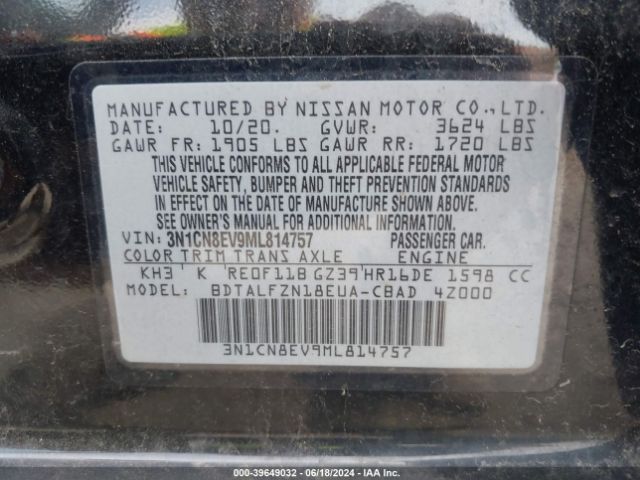 MANUFACTURED BY NISSAN MOTOR CO.,LTD.
DATE: 10/20. GVWR: 3624 LBS
GAWR FR: 1905 LBS GAWR RR: 1720 LBS
THIS VEHICLE CONFORMS TO ALL APPLICABLE FEDERAL MOTOR
VEHICLE SAFETY, BUMPER AND THEFT PREVENTION STANDARDS
IN EFFECT ON THE DATE OF MANUFACTURE SHOWN ABOVE.
SEE OWNER'S MANUAL FOR ADDITIONAL INFORMATION.
VIN: 3N1CN8EV9ML814757 PASSENGER CAR.
COLOR TRIM TRANS AXLE ENGINE
KH3 K RE0F11B GZ39 HR16DE 1598 CC
MODEL: BDTALFZN18EUA-CBAD 4Z000
3N1CN8EV9ML814757
000-39649032 - 06/18/2024 - IAA Inc.